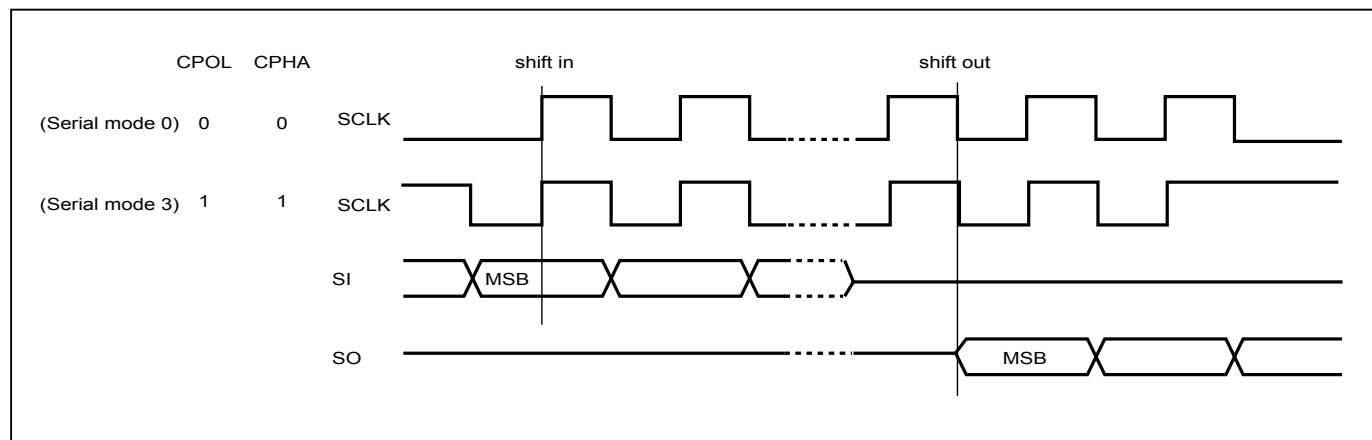 CPOL CPHA shift in shift out
(Serial mode 0) 0 0 SCLK
(Serial mode 3) 1 1 SCLK
SI MSB
SO MSB